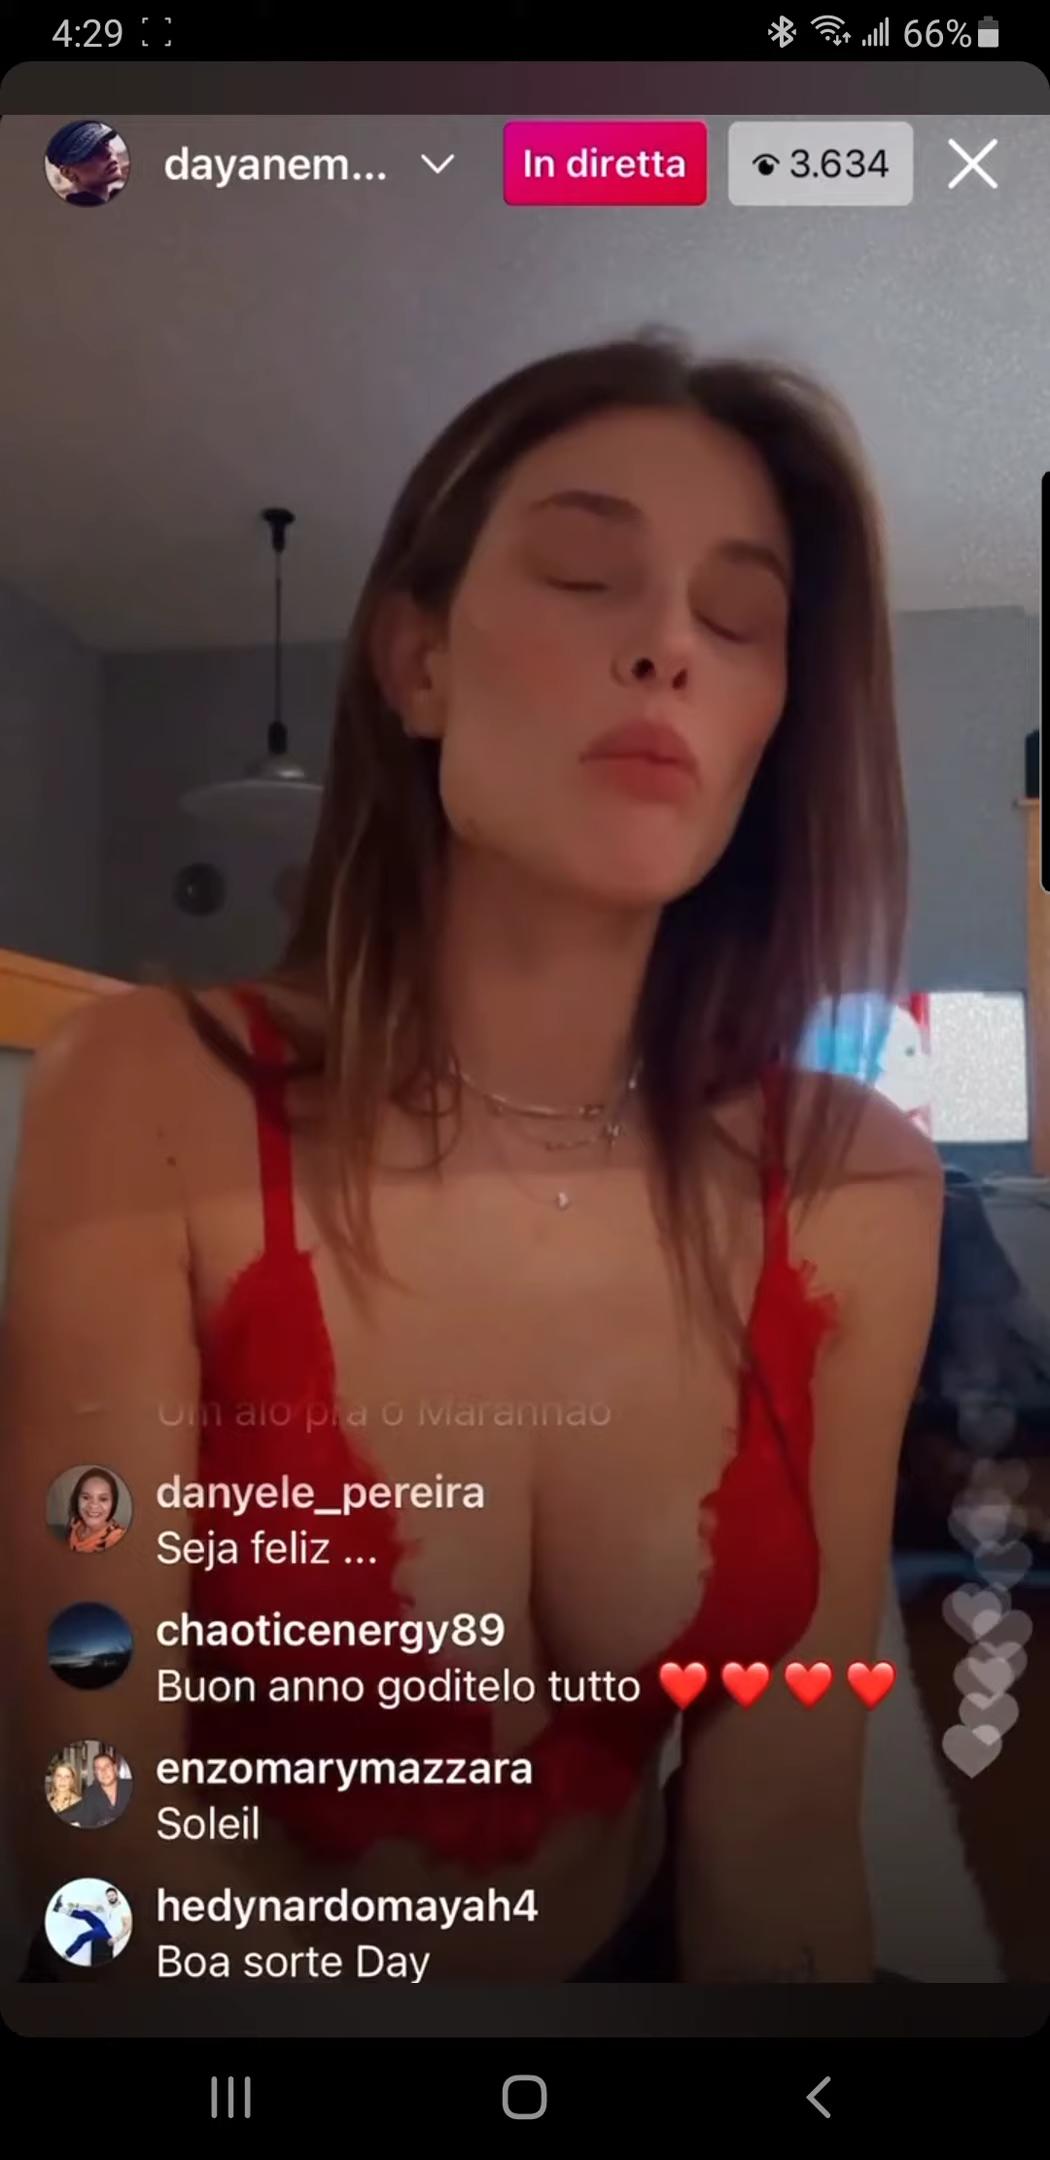 4:29
66%
dayanem...
In diretta
3.634
Um alo pra o Marannao
danyele_pereira
Seja feliz ...
chaoticenergy89
Buon anno goditelo tutto ❤️ ❤️ ❤️ ❤️
enzomarymazzara
Soleil
hedynardomayah4
Boa sorte Day